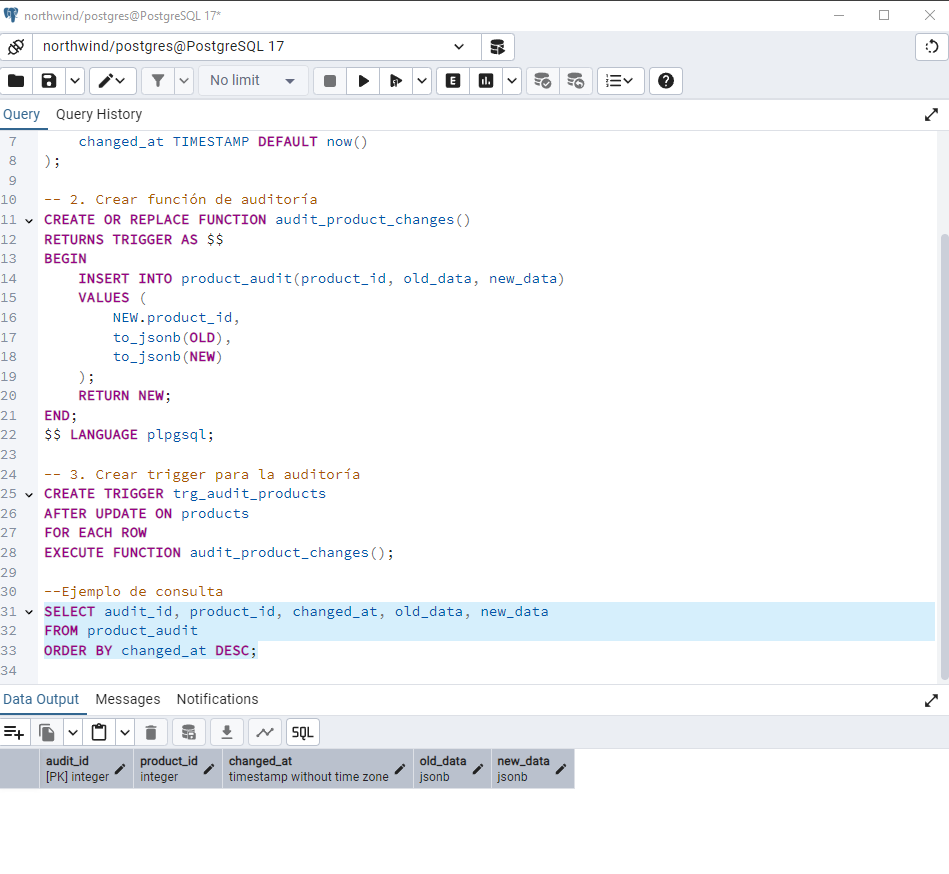 northwind/postgres@PostgreSQL 17*
northwind/postgres@PostgreSQL 17
No limit
E
Query Query History
7 changed_at TIMESTAMP DEFAULT now()
8 );
9
10 -- 2. Crear función de auditoría
11 CREATE OR REPLACE FUNCTION audit_product_changes()
12 RETURNS TRIGGER AS $$
13 BEGIN
14 INSERT INTO product_audit(product_id, old_data, new_data)
15 VALUES (
16 NEW.product_id,
17 to_jsonb(OLD),
18 to_jsonb(NEW)
19 );
20 RETURN NEW;
21 END;
22 $$ LANGUAGE plpgsql;
23
24 -- 3. Crear trigger para la auditoría
25 CREATE TRIGGER trg_audit_products
26 AFTER UPDATE ON products
27 FOR EACH ROW
28 EXECUTE FUNCTION audit_product_changes();
29
30 --Ejemplo de consulta
31 SELECT audit_id, product_id, changed_at, old_data, new_data
32 FROM product_audit
33 ORDER BY changed_at DESC;
34
Data Output Messages Notifications
SQL
audit_id product_id changed_at old_data new_data
[PK] integer integer timestamp without time zone jsonb jsonb